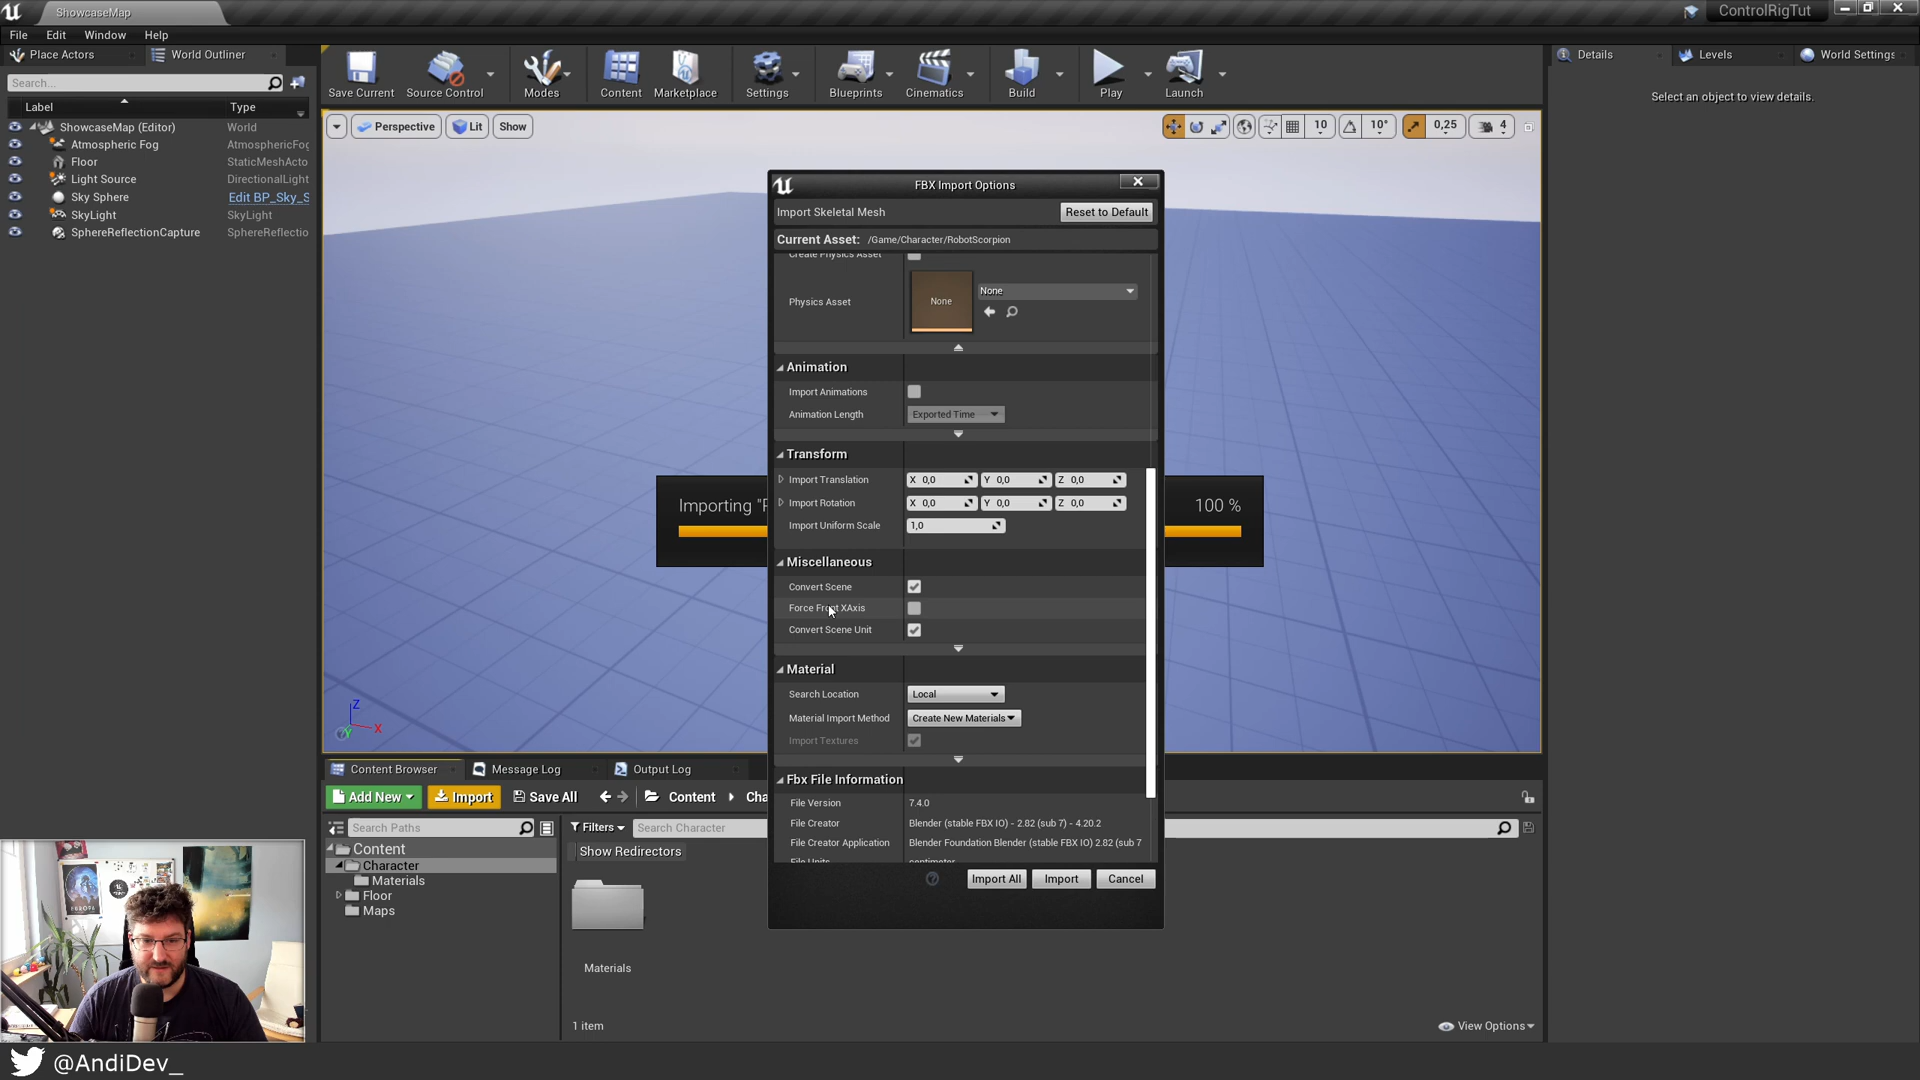 ShowcaseMap
ControlRigTut
File Edit Window Help
Place Actors
World Outliner
Search...
Label Type
ShowcaseMap (Editor) World
Atmospheric Fog AtmosphericFog
Floor StaticMeshActo
Light Source DirectionalLight
Sky Sphere Edit BP_Sky_S
SkyLight SkyLight
SphereReflectionCapture SphereReflectio
Save Current
Source Control
Modes
Content
Marketplace
Settings
Blueprints
Cinematics
Build
Play
Launch
Perspective
Lit
Show
10
10°
0,25
4
Details
Levels
World Settings
Select an object to view details.
Z
X
Y
Importing "
100 %
FBX Import Options
Import Skeletal Mesh
Reset to Default
Current Asset: /Game/Character/RobotScorpion
Create Physics Asset
Physics Asset
None
None
Animation
Import Animations
Animation Length Exported Time
Transform
Import Translation X 0,0 Y 0,0 Z 0,0
Import Rotation X 0,0 Y 0,0 Z 0,0
Import Uniform Scale 1,0
Miscellaneous
Convert Scene
Force Front XAxis
Convert Scene Unit
Material
Search Location Local
Material Import Method Create New Materials
Import Textures
Fbx File Information
File Version 7.4.0
File Creator Blender (stable FBX IO) - 2.82 (sub 7) - 4.20.2
File Creator Application Blender Foundation Blender (stable FBX IO) 2.82 (sub 7
File Units centimeter
Import All
Import
Cancel
Content Browser
Message Log
Output Log
Add New
Import
Save All
Content
Cha
Search Paths
Filters
Search Character
Show Redirectors
Content
Character
Materials
Floor
Maps
Materials
1 item
View Options
@AndiDev_